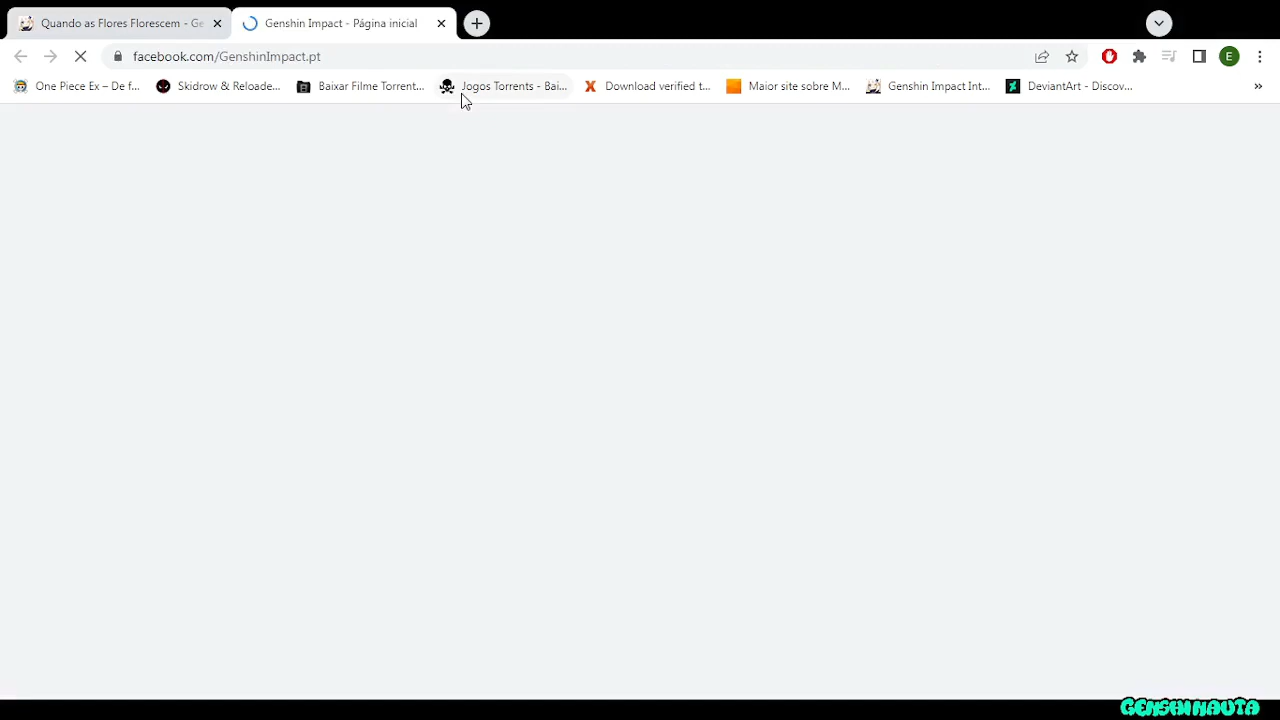 Quando as Flores Florescem - Ge
Genshin Impact - Página inicial
facebook.com/GenshinImpact.pt
E
One Piece Ex – De f...
Skidrow & Reloade...
Baixar Filme Torrent...
Jogos Torrents - Bai...
Download verified t...
Maior site sobre M...
Genshin Impact Int...
DeviantArt - Discov...
GENSHINAUTA